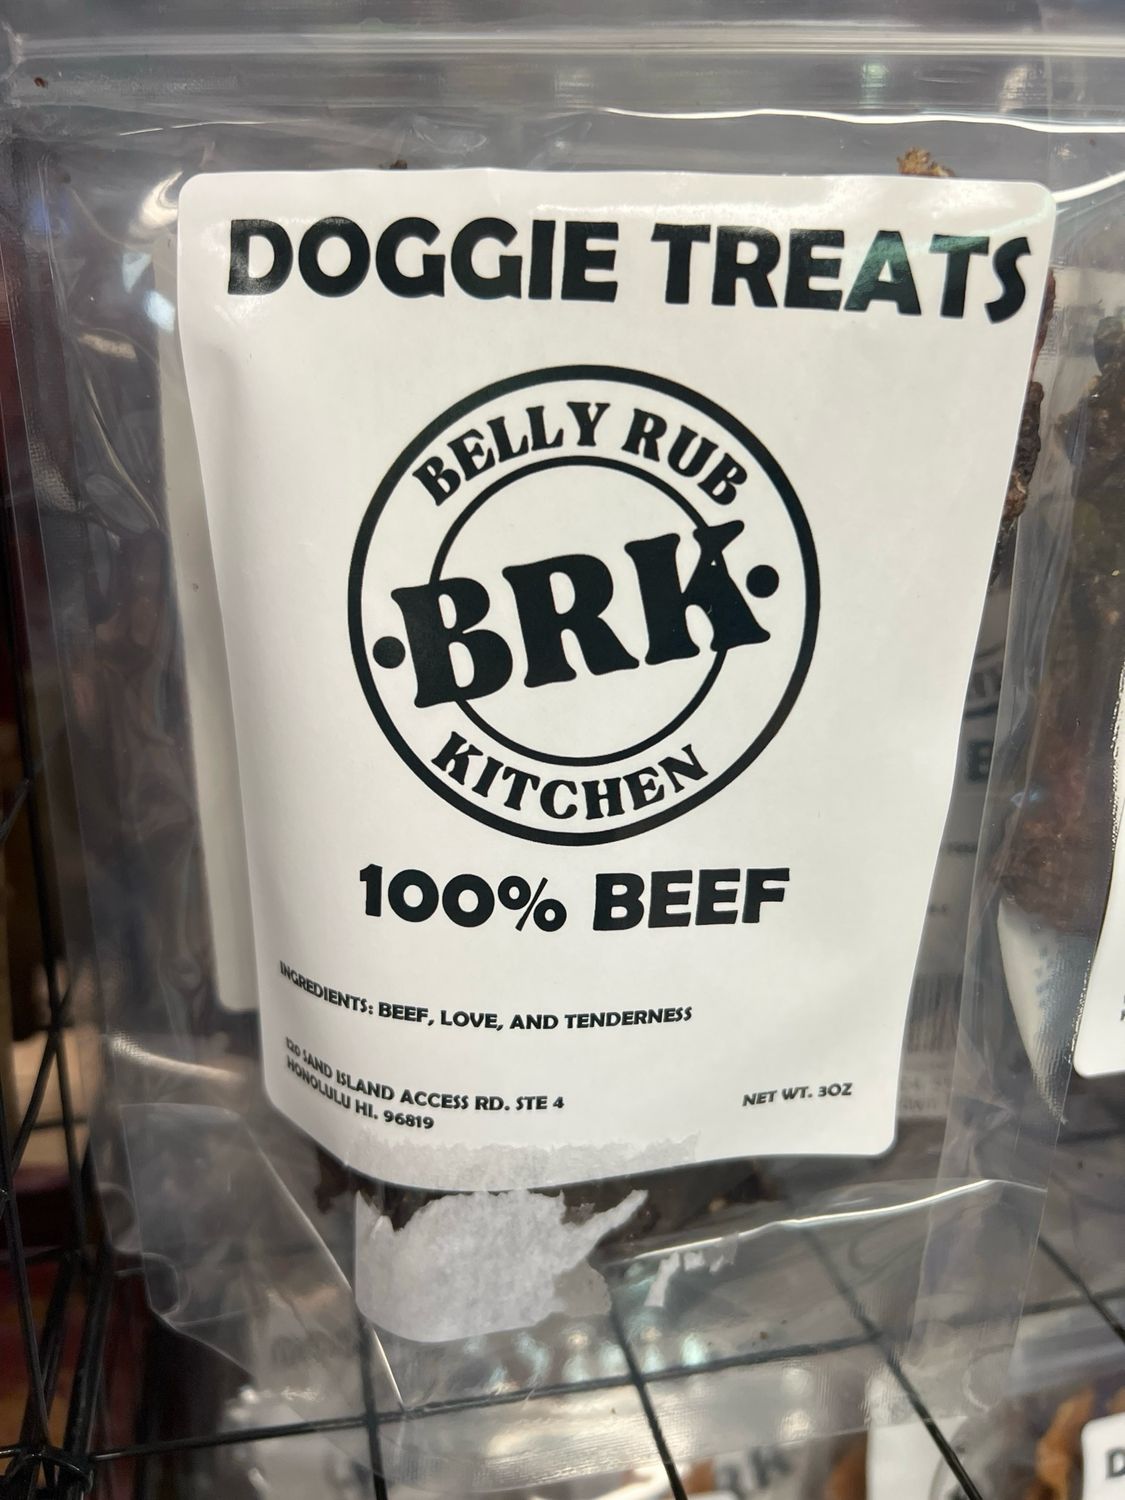 DOGGIE TREATS
BELLY RUB
BRK
KITCHEN
100% BEEF
INGREDIENTS: BEEF, LOVE, AND TENDERNESS
120 SAND ISLAND ACCESS RD. STE 4
HONOLULU HI. 96819
NET WT. 3OZ